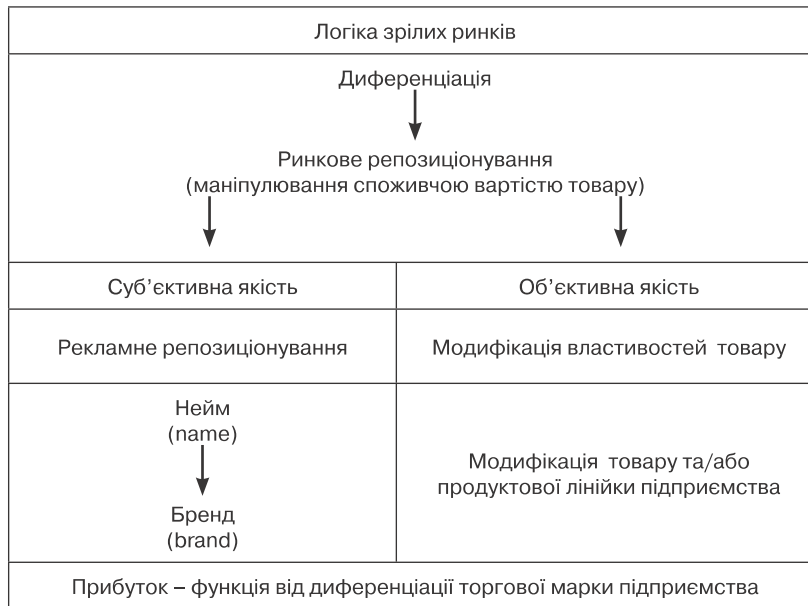 Логіка зрілих ринків
Диференціація
Ринкове репозиціонування
(маніпулювання споживчою вартістю товару)
Суб’єктивна якість
Об’єктивна якість
Рекламне репозиціонування
Модифікація властивостей товару
Нейм
(name)
Бренд
(brand)
Модифікація товару та/або
продуктової лінійки підприємства
Прибуток – функція від диференціації торгової марки підприємства